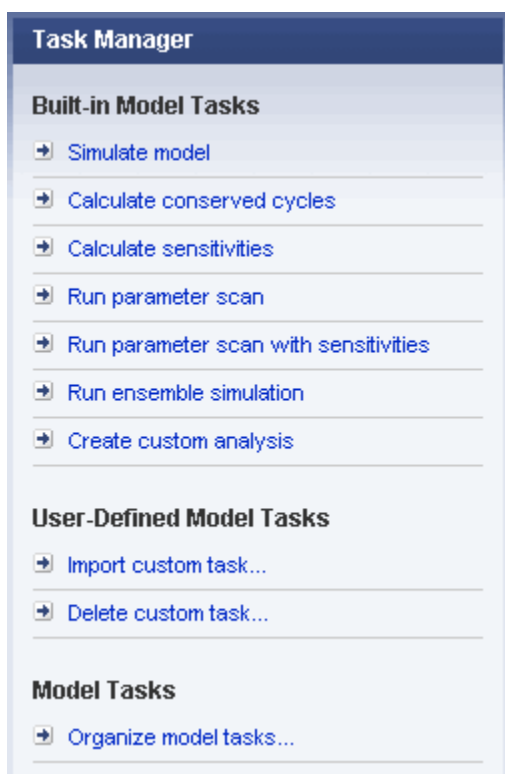 Task Manager
Built-in Model Tasks
Simulate model
Calculate conserved cycles
Calculate sensitivities
Run parameter scan
Run parameter scan with sensitivities
Run ensemble simulation
Create custom analysis
User-Defined Model Tasks
Import custom task...
Delete custom task...
Model Tasks
Organize model tasks...